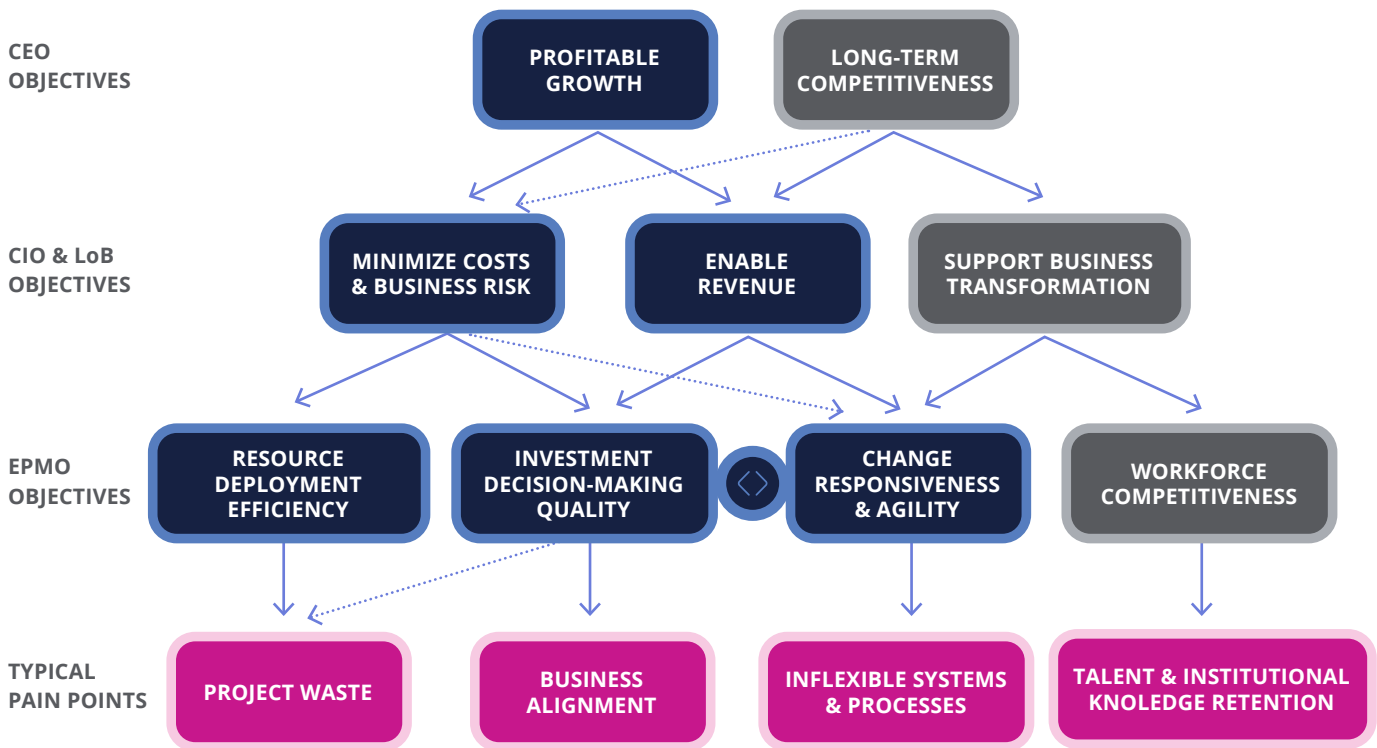 CEO
OBJECTIVES
PROFITABLE
GROWTH
LONG-TERM
COMPETITIVENESS
CIO & LoB
OBJECTIVES
MINIMIZE COSTS
& BUSINESS RISK
ENABLE
REVENUE
SUPPORT BUSINESS
TRANSFORMATION
EPMO
OBJECTIVES
RESOURCE
DEPLOYMENT
EFFICIENCY
INVESTMENT
DECISION-MAKING
QUALITY
CHANGE
RESPONSIVENESS
& AGILITY
WORKFORCE
COMPETITIVENESS
TYPICAL
PAIN POINTS
PROJECT WASTE
BUSINESS
ALIGNMENT
INFLEXIBLE SYSTEMS
& PROCESSES
TALENT & INSTITUTIONAL
KNOLEDGE RETENTION